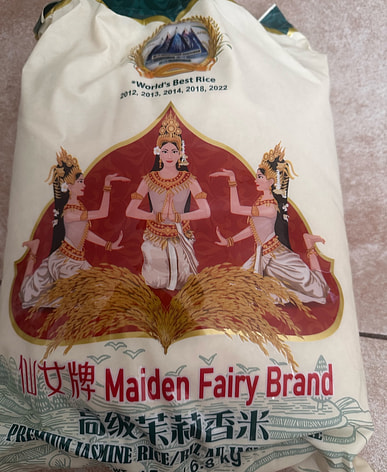 *World's Best Rice
2012, 2013, 2014, 2018, 2022
仙女牌 Maiden Fairy Brand
高级茉莉香米
PREMIUM JASMINE RICE/RIZ